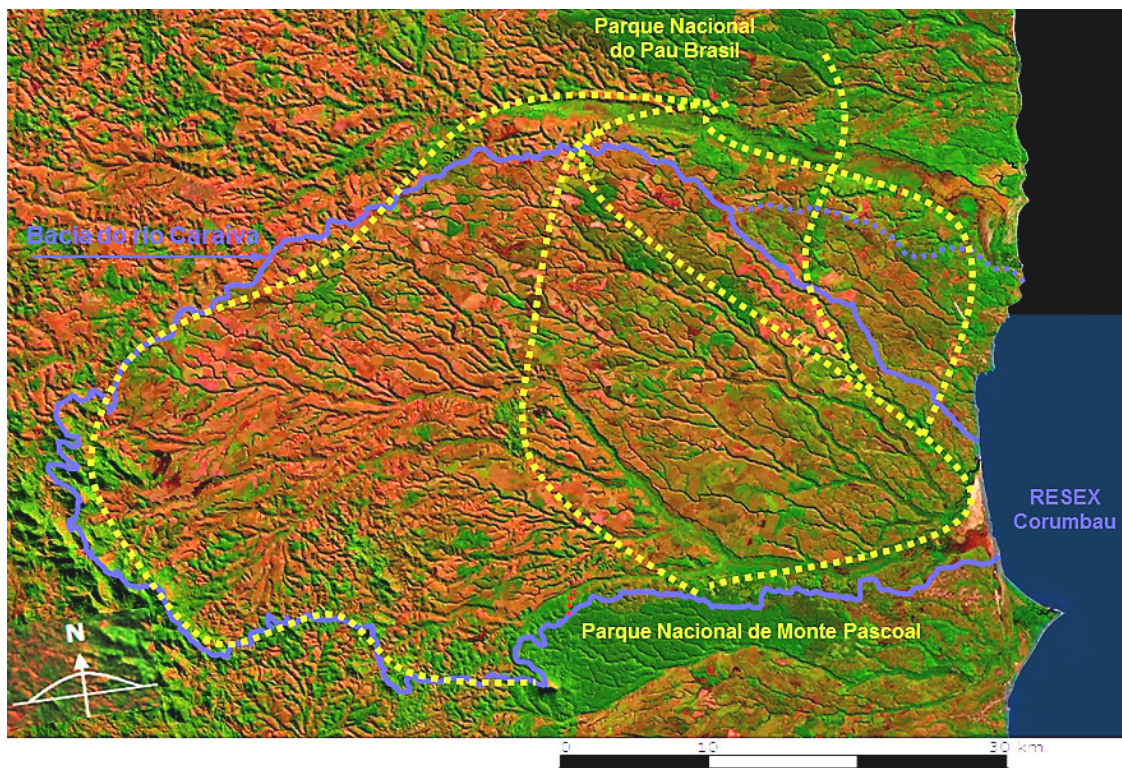 Parque Nacional
do Pau Brasil
Bacia do rio Caraiva
RESEX
Corumbau
Parque Nacional de Monte Pascoal
N
0 10 30 km